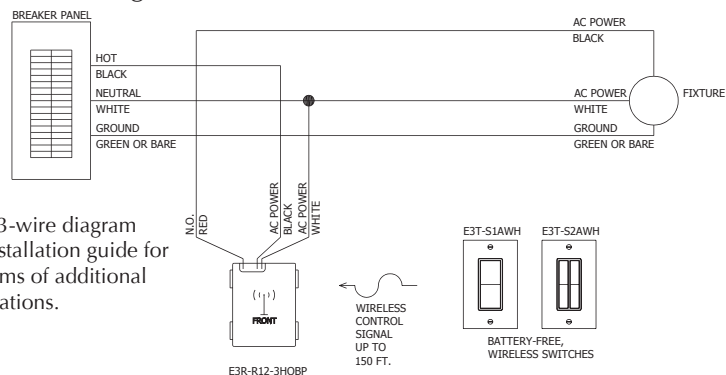 BREAKER PANEL
AC POWER
BLACK
HOT
BLACK
NEUTRAL
WHITE
AC POWER
WHITE
FIXTURE
GROUND
GREEN OR BARE
GROUND
GREEN OR BARE
N.O.
RED
AC POWER
BLACK
AC POWER
WHITE
3-wire diagram
stallation guide for
ms of additional
ations.
FRONT
E3R-R12-3HOBP
WIRELESS
CONTROL
SIGNAL
UP TO
150 FT.
E3T-S1AWH
E3T-S2AWH
BATTERY-FREE,
WIRELESS SWITCHES